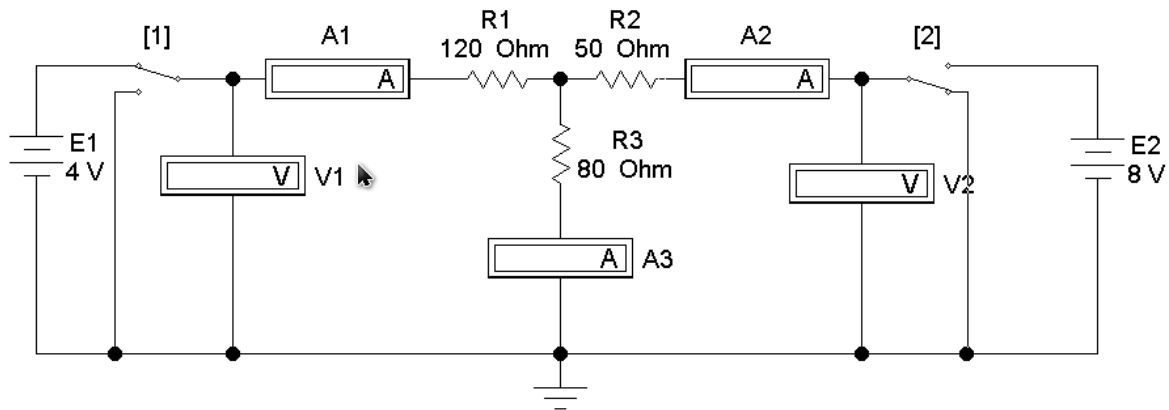 [1]
A1
R1
120 Ohm
R2
50 Ohm
A2
[2]
A
A
E1
4 V
V
V1
R3
80 Ohm
V
V2
E2
8 V
A
A3